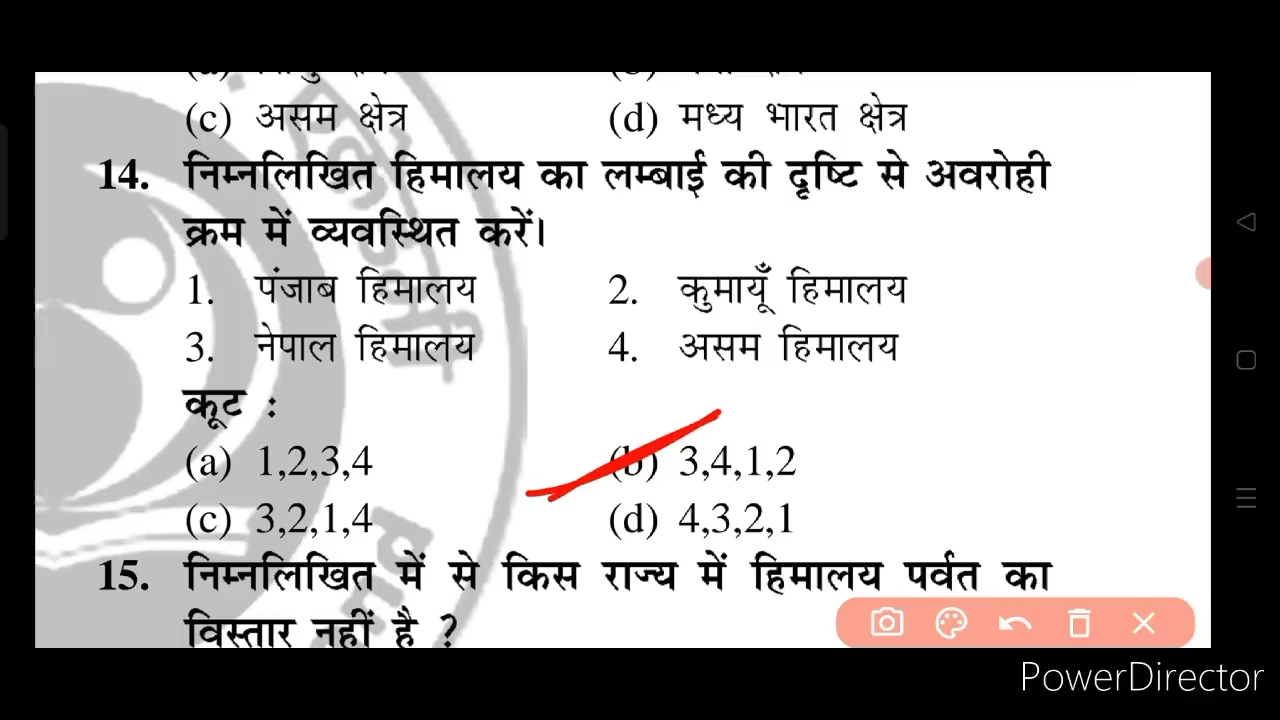 (c) असम क्षेत्र (d) मध्य भारत क्षेत्र
14. निम्नलिखित हिमालय का लम्बाई की दृष्टि से अवरोही
क्रम में व्यवस्थित करें।
1. पंजाब हिमालय 2. कुमायूँ हिमालय
3. नेपाल हिमालय 4. असम हिमालय
कूट :
(a) 1,2,3,4 (b) 3,4,1,2
(c) 3,2,1,4 (d) 4,3,2,1
15. निम्नलिखित में से किस राज्य में हिमालय पर्वत का
विस्तार नहीं है ?
PowerDirector